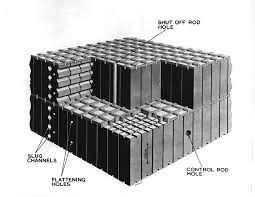 SHUT OFF ROD
HOLE
SLUG
CHANNELS
FLATTENING
HOLES
CONTROL ROD
HOLE